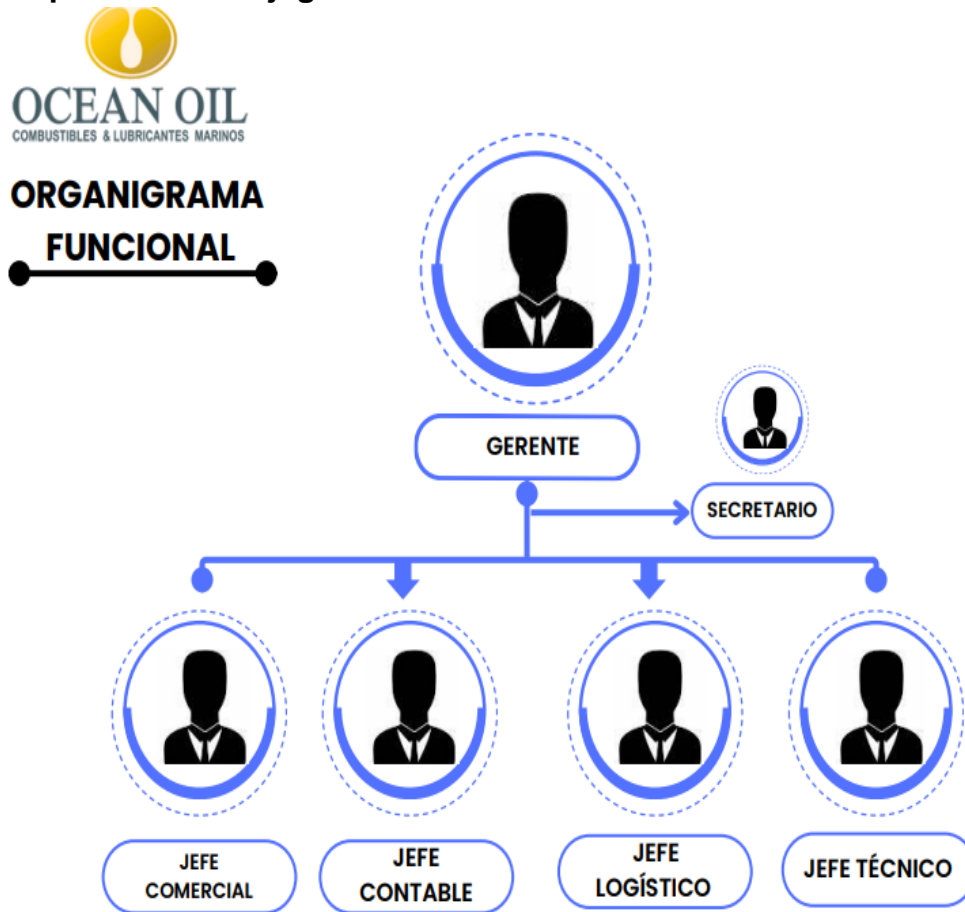 OCEAN OIL
COMBUSTIBLES & LUBRICANTES MARINOS
ORGANIGRAMA
FUNCIONAL
GERENTE
SECRETARIO
JEFE
COMERCIAL
JEFE
CONTABLE
JEFE
LOGÍSTICO
JEFE TÉCNICO